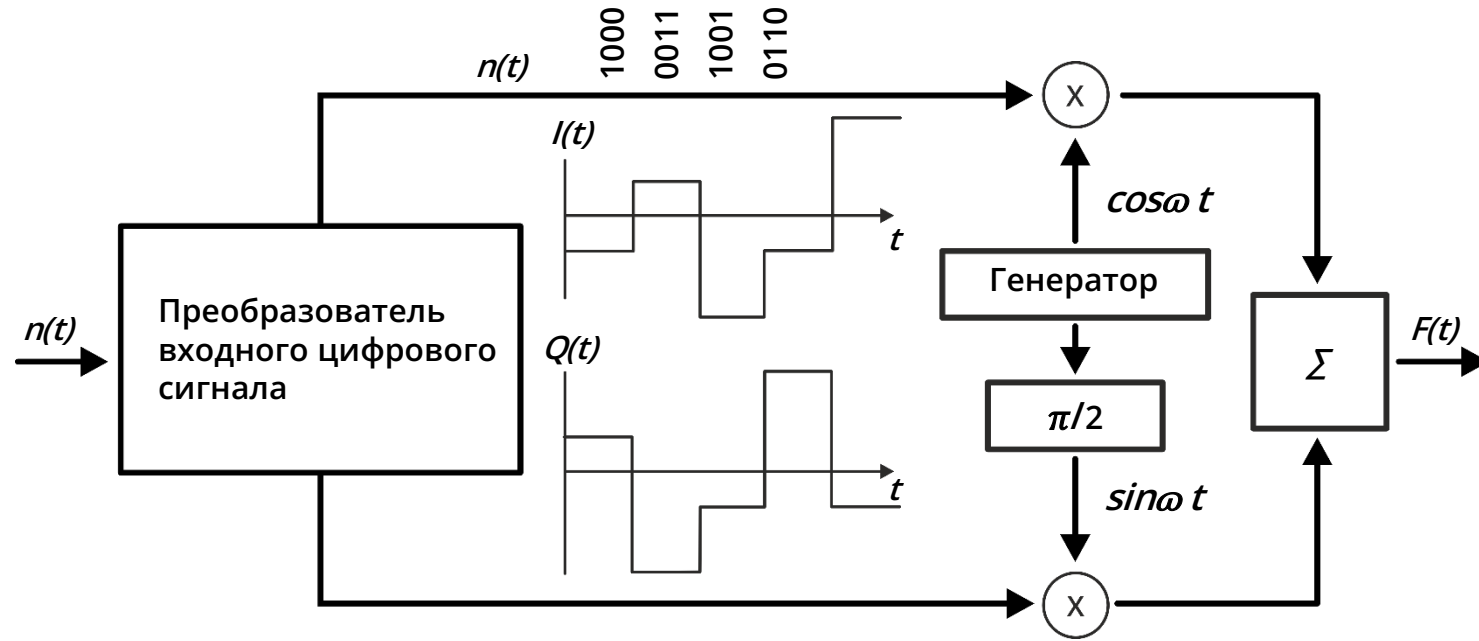 1000
0011
1001
0110
n(t)
I(t)
t
cosω t
Генератор
Преобразователь
входного цифрового
сигнала
n(t)
Q(t)
t
π/2
sinω t
X
X
Σ
F(t)